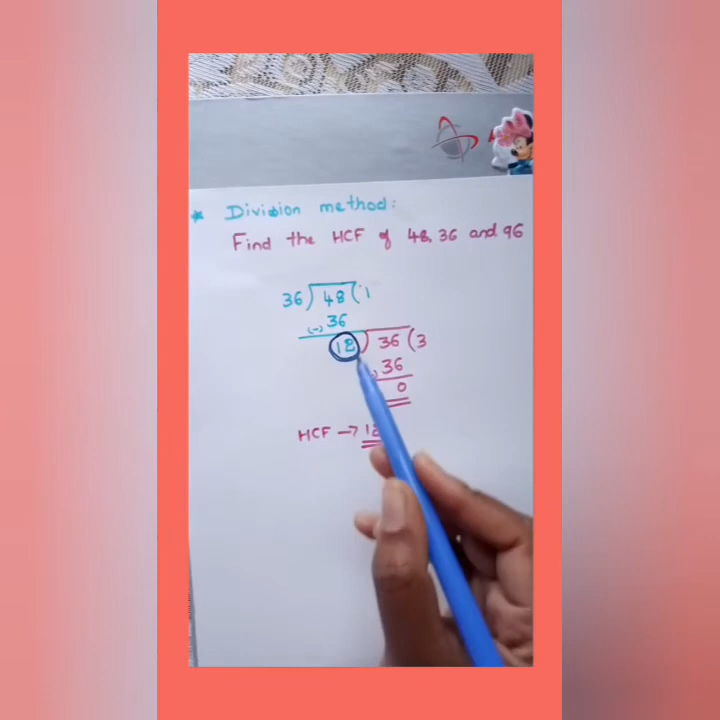 * Division method:
Find the HCF of 48, 36 and 96
36 ) 48 ( 1
(-) 36
12 ) 36 ( 3
36
0
HCF → 12